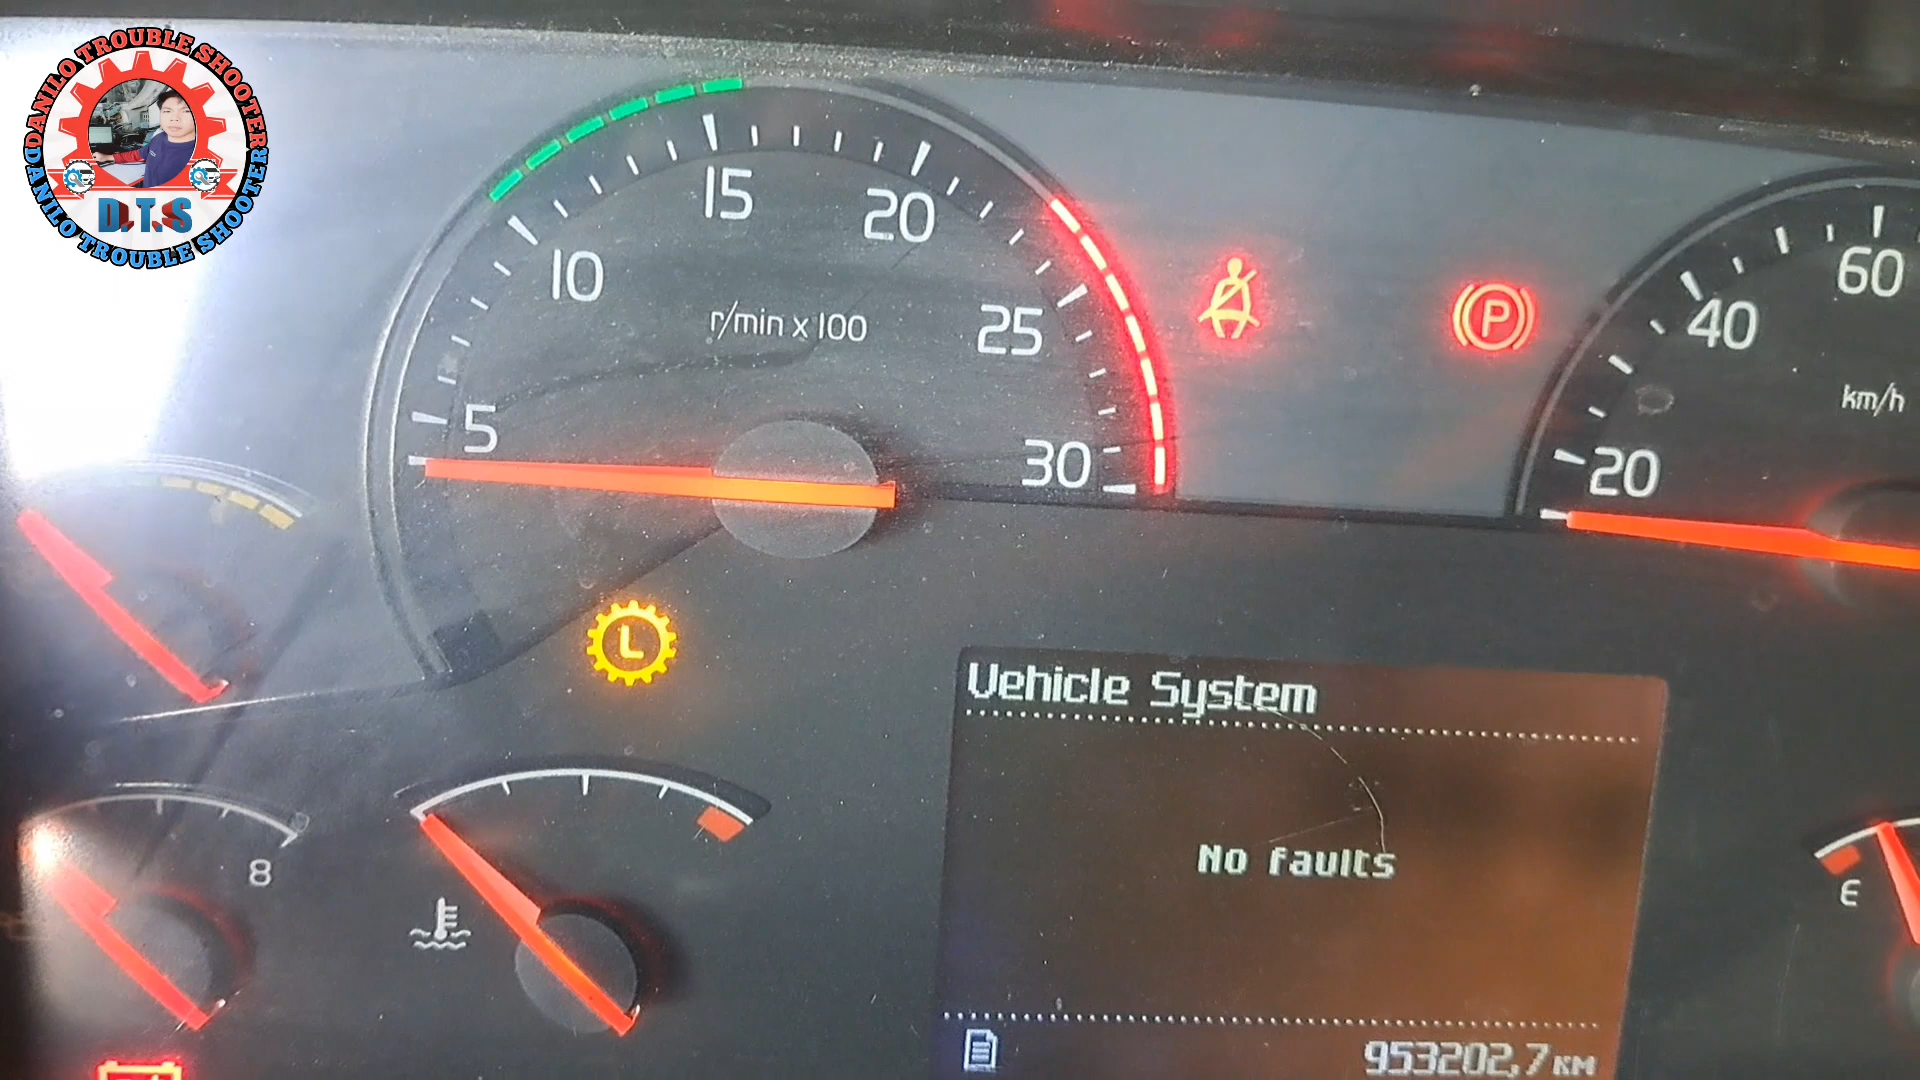 DANILO TROUBLE SHOOTER
D.T.S
DANILO TROUBLE SHOOTER
5
10
15
20
25
30
r/min x 100
P
20
40
60
km/h
L
8
Vehicle System
No faults
953202,7 KM
E